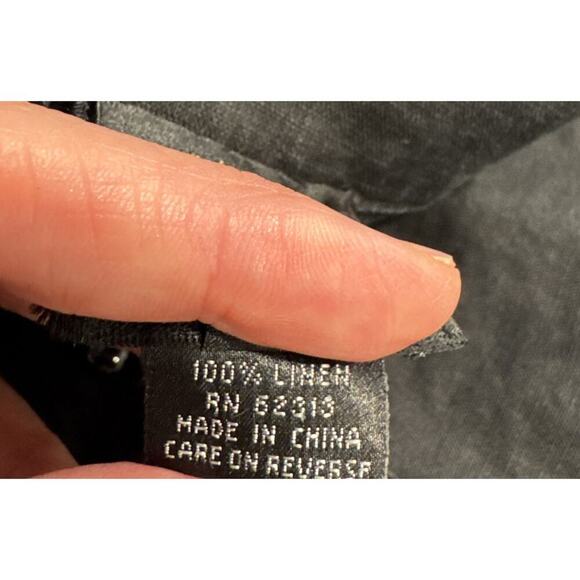 100% LINEN
RN 62313
MADE IN CHINA
CARE ON REVERSE